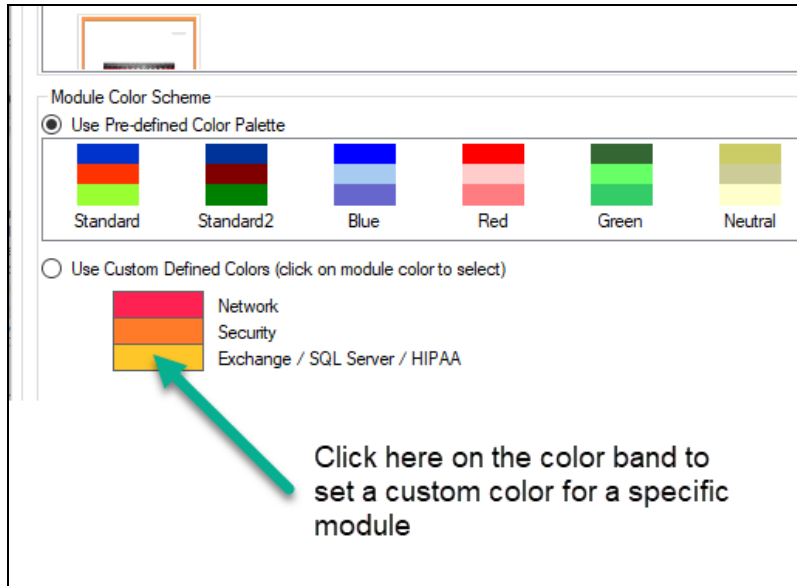 Module Color Scheme
Use Pre-defined Color Palette
Standard Standard2 Blue Red Green Neutral
Use Custom Defined Colors (click on module color to select)
Network
Security
Exchange / SQL Server / HIPAA
Click here on the color band to
set a custom color for a specific
module